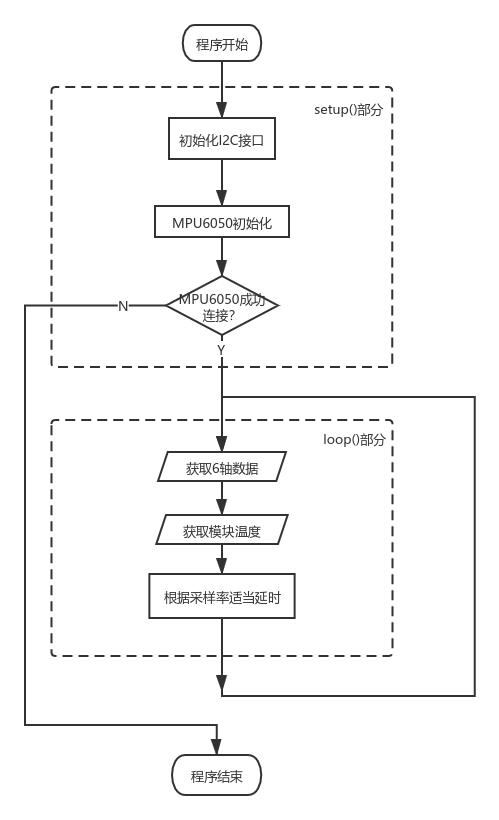 程序开始
setup()部分
初始化I2C接口
MPU6050初始化
MPU6050成功
连接？
N
Y
loop()部分
获取6轴数据
获取模块温度
根据采样率适当延时
程序结束